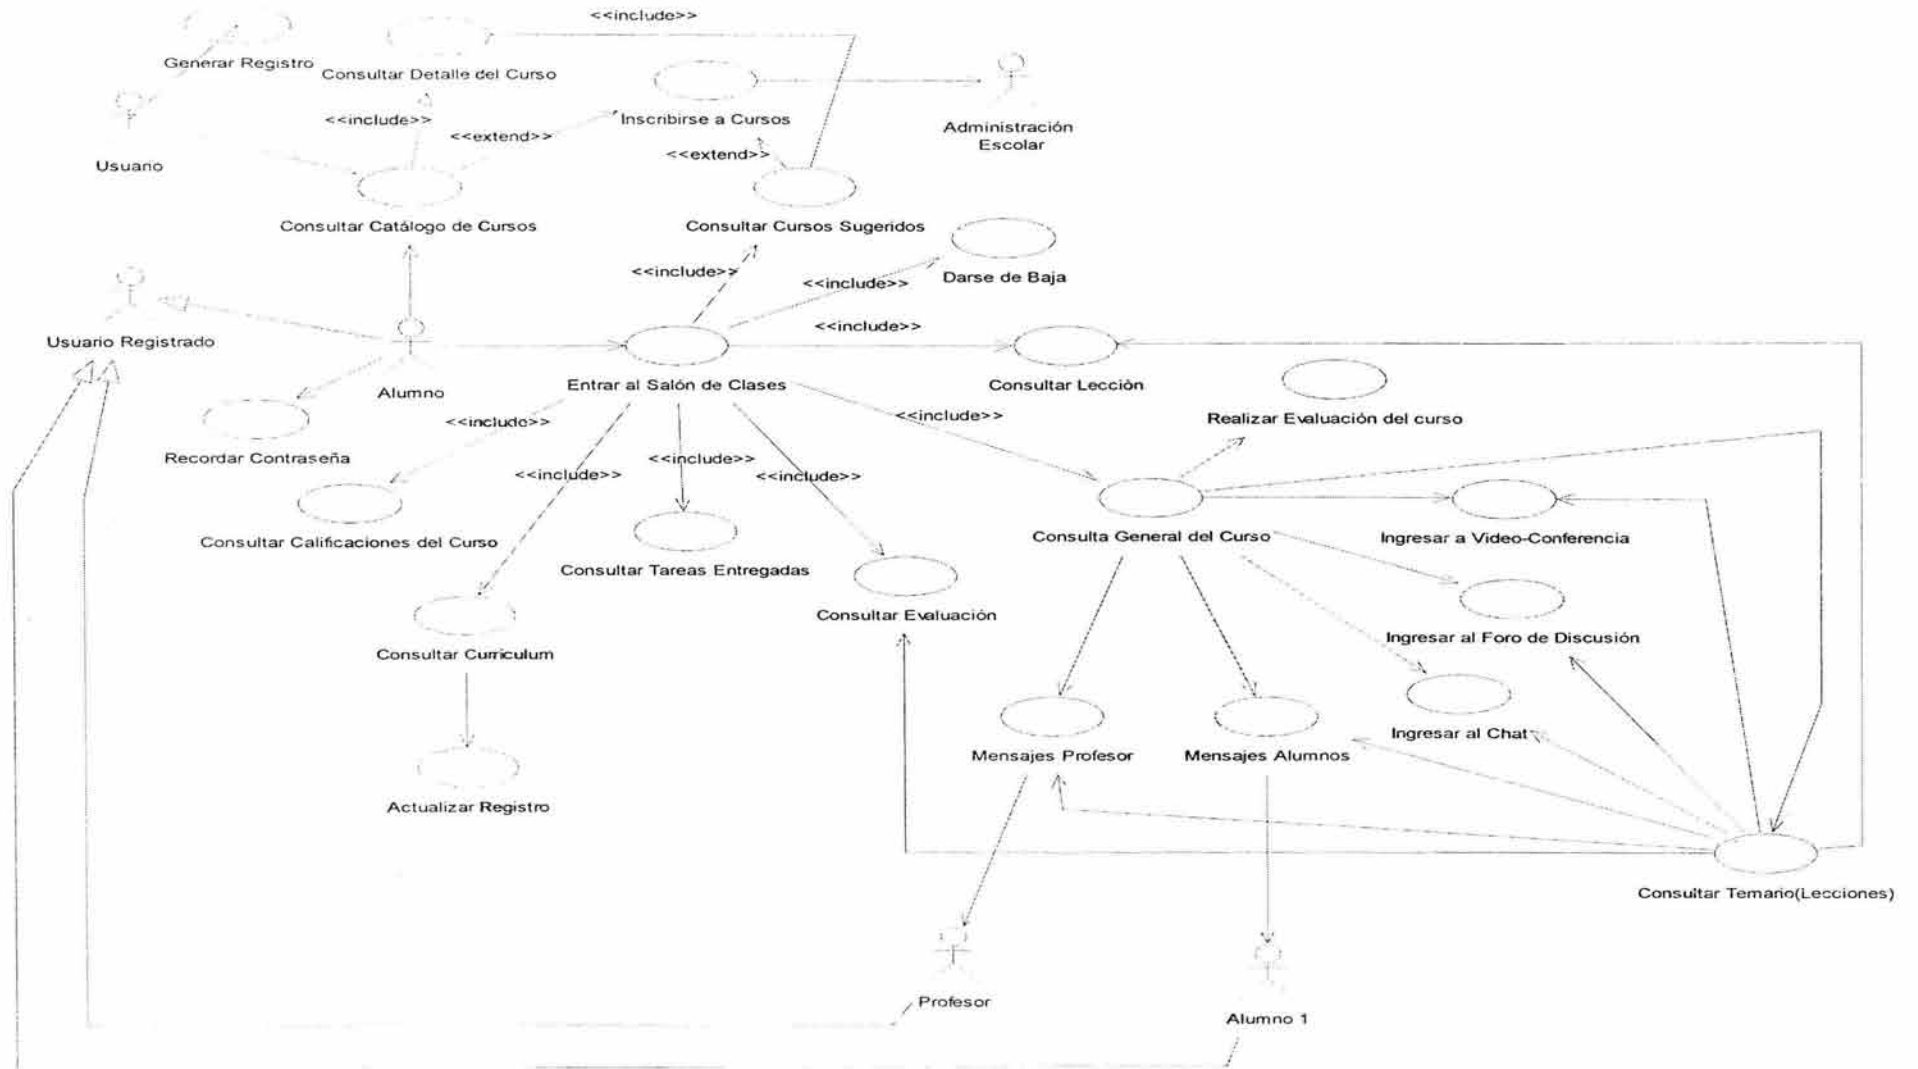 <<include>>
Generar Registro
Consultar Detalle del Curso
<<include>>
<<extend>>
Inscribirse a Cursos
Administración
Escolar
Usuario
<<extend>>
Consultar Catálogo de Cursos
Consultar Cursos Sugeridos
<<include>>
<<include>>
Darse de Baja
Usuario Registrado
<<include>>
Alumno
Entrar al Salón de Clases
Consultar Lección
<<include>>
<<include>>
Realizar Evaluación del curso
Recordar Contraseña
<<include>>
<<include>>
<<include>>
Consultar Calificaciones del Curso
Consulta General del Curso
Ingresar a Video-Conferencia
Consultar Tareas Entregadas
Consultar Evaluación
Ingresar al Foro de Discusión
Consultar Curriculum
Ingresar al Chat
Mensajes Profesor
Mensajes Alumnos
Actualizar Registro
Consultar Temario(Lecciones)
Profesor
Alumno 1